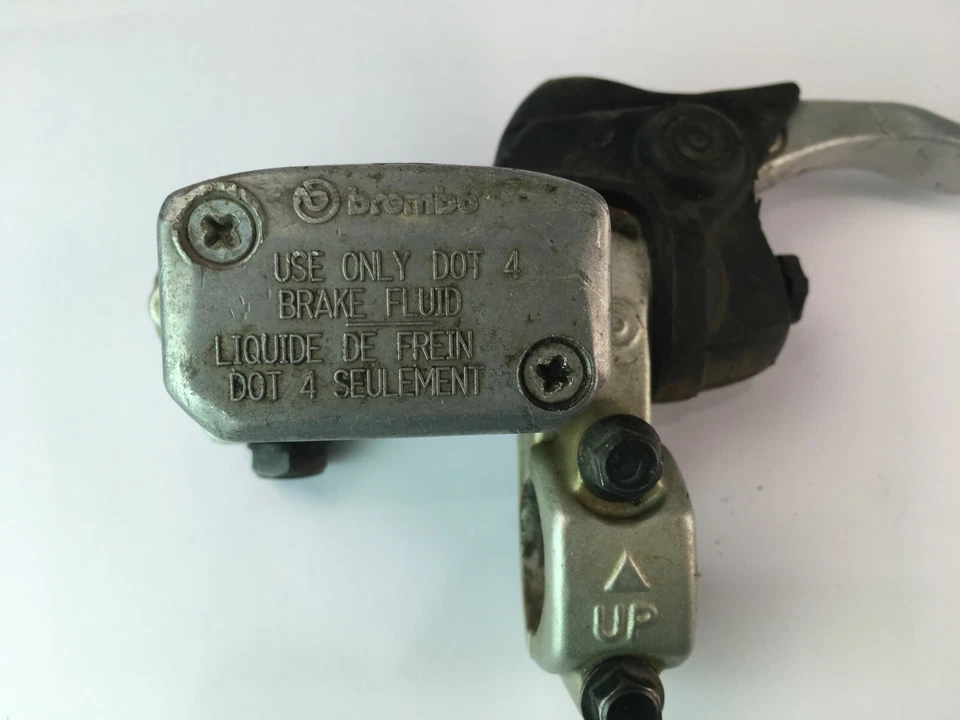 brembo
USE ONLY DOT 4
BRAKE FLUID
LIQUIDE DE FREIN
DOT 4 SEULEMENT
UP